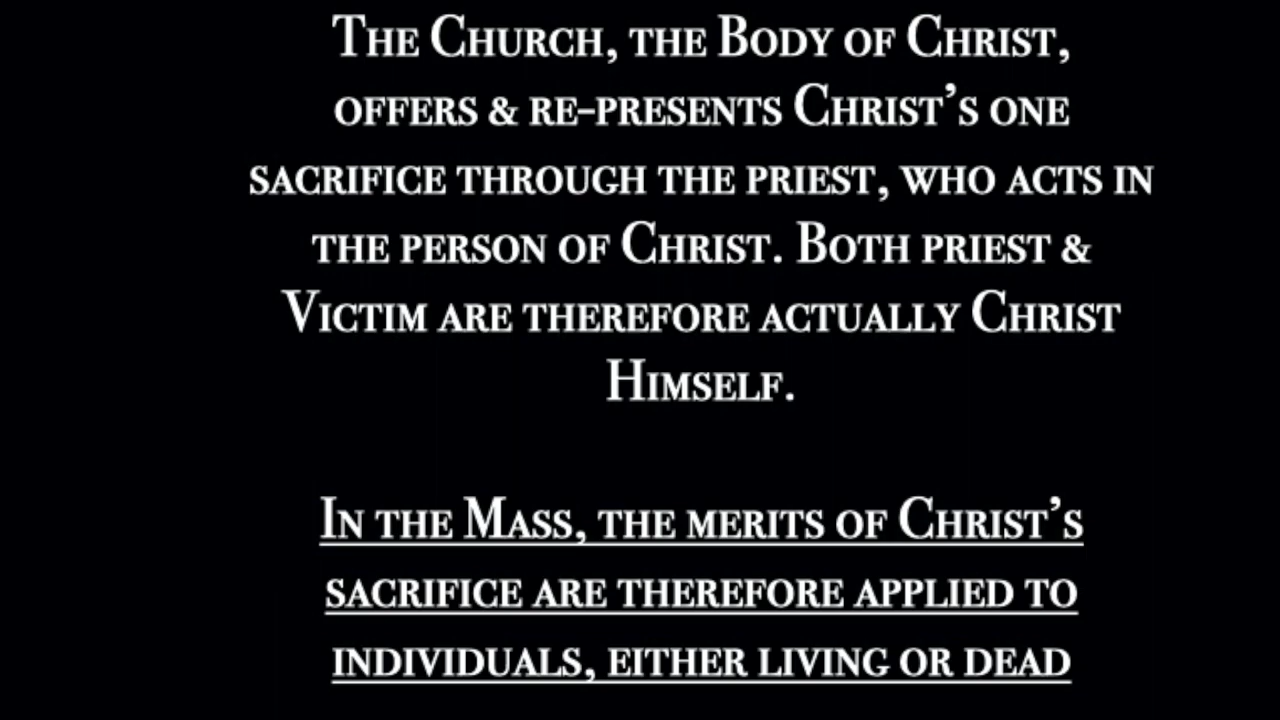 The Church, the Body of Christ,
offers & re-presents Christ's one
sacrifice through the priest, who acts in
the person of Christ. Both priest &
Victim are therefore actually Christ
Himself.
In the Mass, the merits of Christ's
sacrifice are therefore applied to
individuals, either living or dead